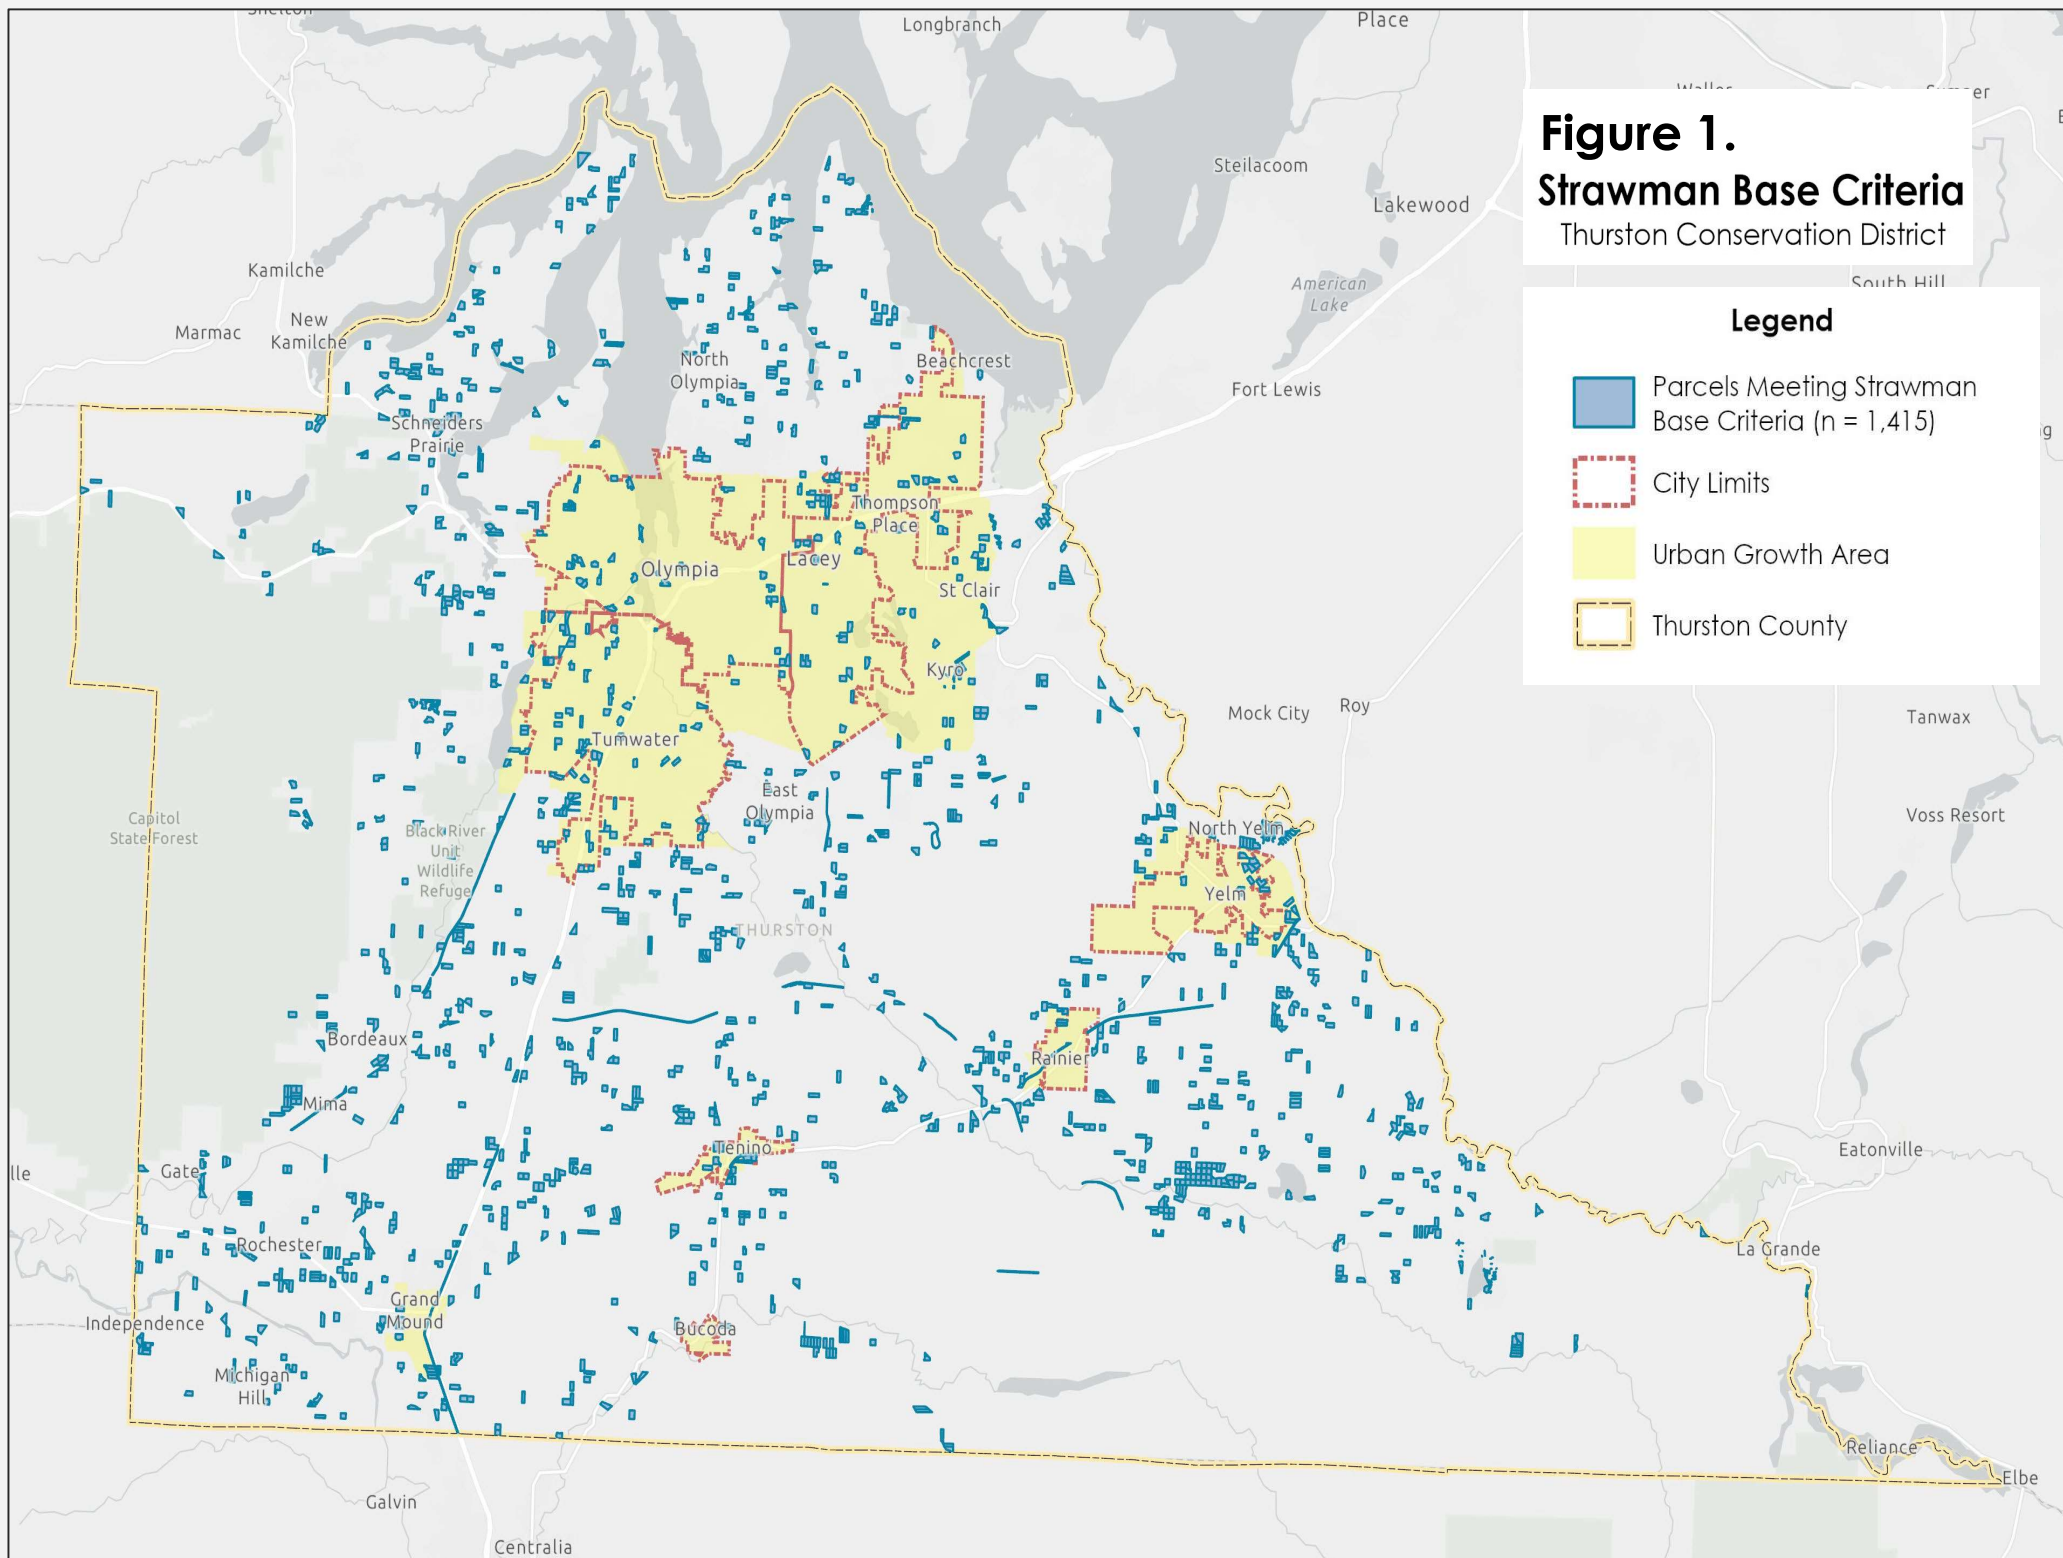 Longbranch
Place
Steilacoom
Lakewood
Figure 1.
Strawman Base Criteria
Thurston Conservation District
Kamilche
American
Lake
South Hill
New
Kamilche
Marmac
Legend
North
Olympia
Beachcrest
Fort Lewis
Parcels Meeting Strawman
Base Criteria (n = 1,415)
Schneiders
Prairie
City Limits
Thompson
Place
Urban Growth Area
Olympia
Lacey
St Clair
Thurston County
Kyro
Mock City
Roy
Tanwax
Tumwater
East
Olympia
Capitol
State Forest
Black River
Unit
Wildlife
Refuge
North Yelm
Voss Resort
Yelm
THURSTON
Bordeaux
Rainier
Mima
Tenino
Eatonville
lle
Gate
Rochester
La Grande
Grand
Mound
Independence
Bucoda
Michigan
Hill
Reliance
Elbe
Galvin
Centralia